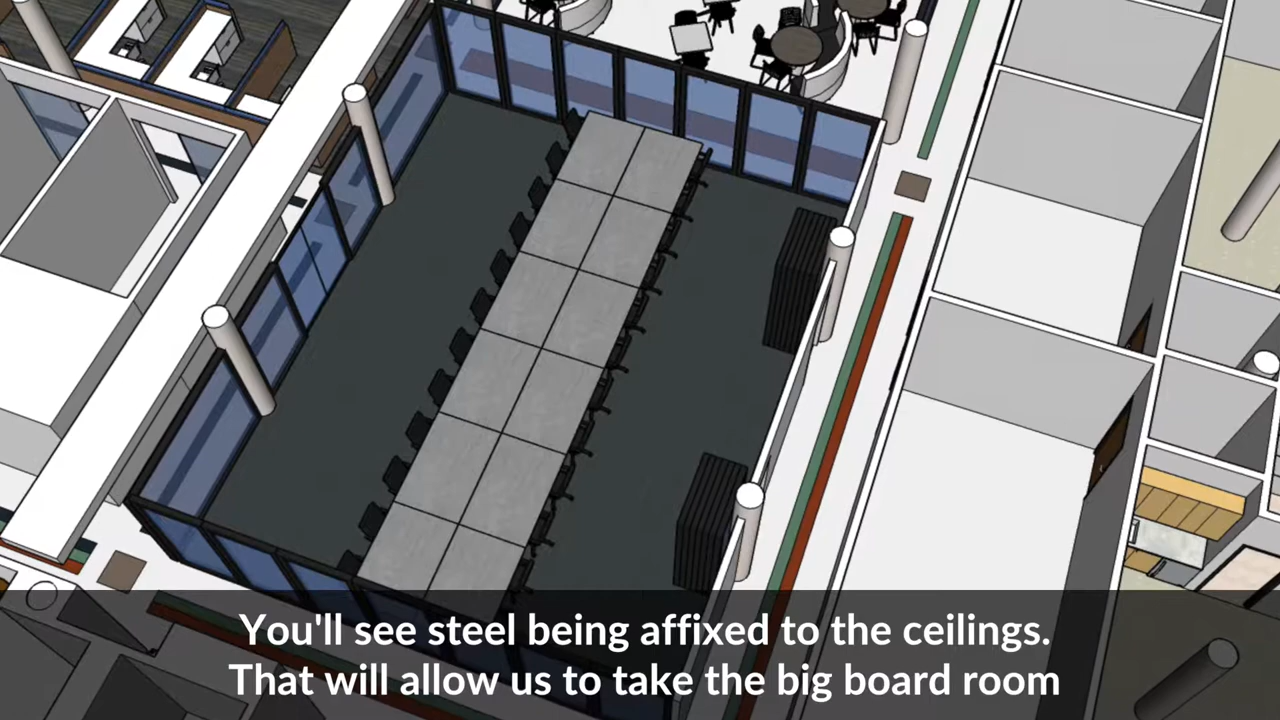 You'll see steel being affixed to the ceilings.
That will allow us to take the big board room